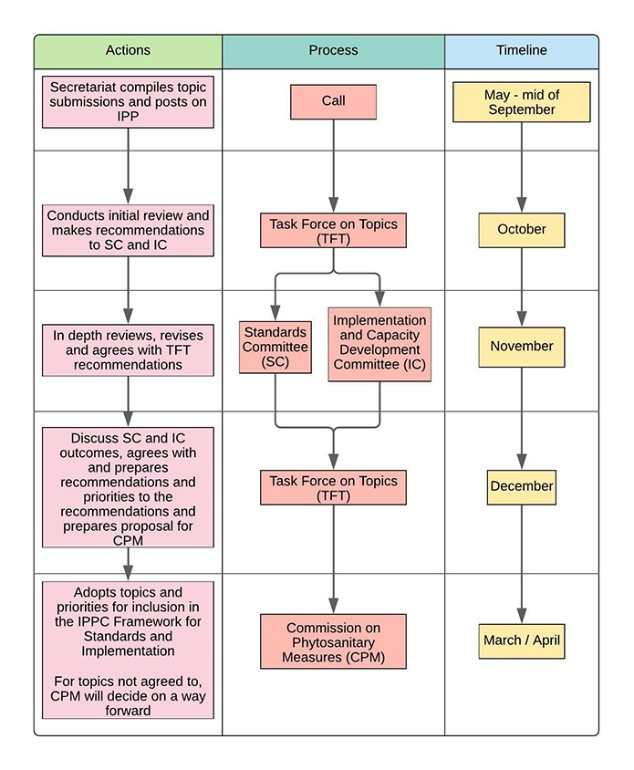 Actions
Process
Timeline
Secretariat compiles topic
submissions and posts on
IPP
Call
May - mid of
September
Conducts initial review and
makes recommendations
to SC and IC
Task Force on Topics
(TFT)
October
In depth reviews, revises
and agrees with TFT
recommendations
Standards
Committee
(SC)
Implementation
and Capacity
Development
Committee (IC)
November
Discuss SC and IC
outcomes, agrees with
and prepares
recommendations and
priorities to the
recommendations and
prepares proposal for
CPM
Task Force on Topics
(TFT)
December
Adopts topics and
priorities for inclusion in
the IPPC Framework for
Standards and
Implementation
For topics not agreed to,
CPM will decide on a way
forward
Commission on
Phytosanitary
Measures (CPM)
March / April